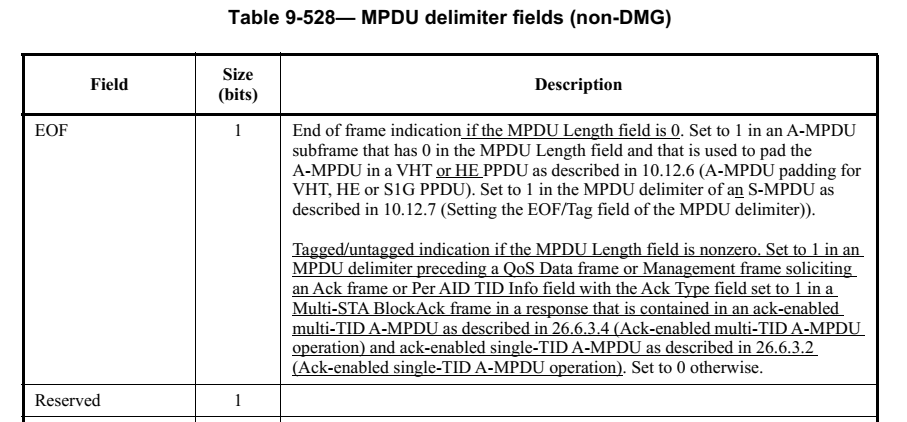 Table 9-528— MPDU delimiter fields (non-DMG)
Field
Size
(bits)
Description
EOF
1
End of frame indication if the MPDU Length field is 0. Set to 1 in an A-MPDU
subframe that has 0 in the MPDU Length field and that is used to pad the
A-MPDU in a VHT or HE PPDU as described in 10.12.6 (A-MPDU padding for
VHT, HE or S1G PPDU). Set to 1 in the MPDU delimiter of an S-MPDU as
described in 10.12.7 (Setting the EOF/Tag field of the MPDU delimiter)).
Tagged/untagged indication if the MPDU Length field is nonzero. Set to 1 in an
MPDU delimiter preceding a QoS Data frame or Management frame soliciting
an Ack frame or Per AID TID Info field with the Ack Type field set to 1 in a
Multi-STA BlockAck frame in a response that is contained in an ack-enabled
multi-TID A-MPDU as described in 26.6.3.4 (Ack-enabled multi-TID A-MPDU
operation) and ack-enabled single-TID A-MPDU as described in 26.6.3.2
(Ack-enabled single-TID A-MPDU operation). Set to 0 otherwise.
Reserved
1